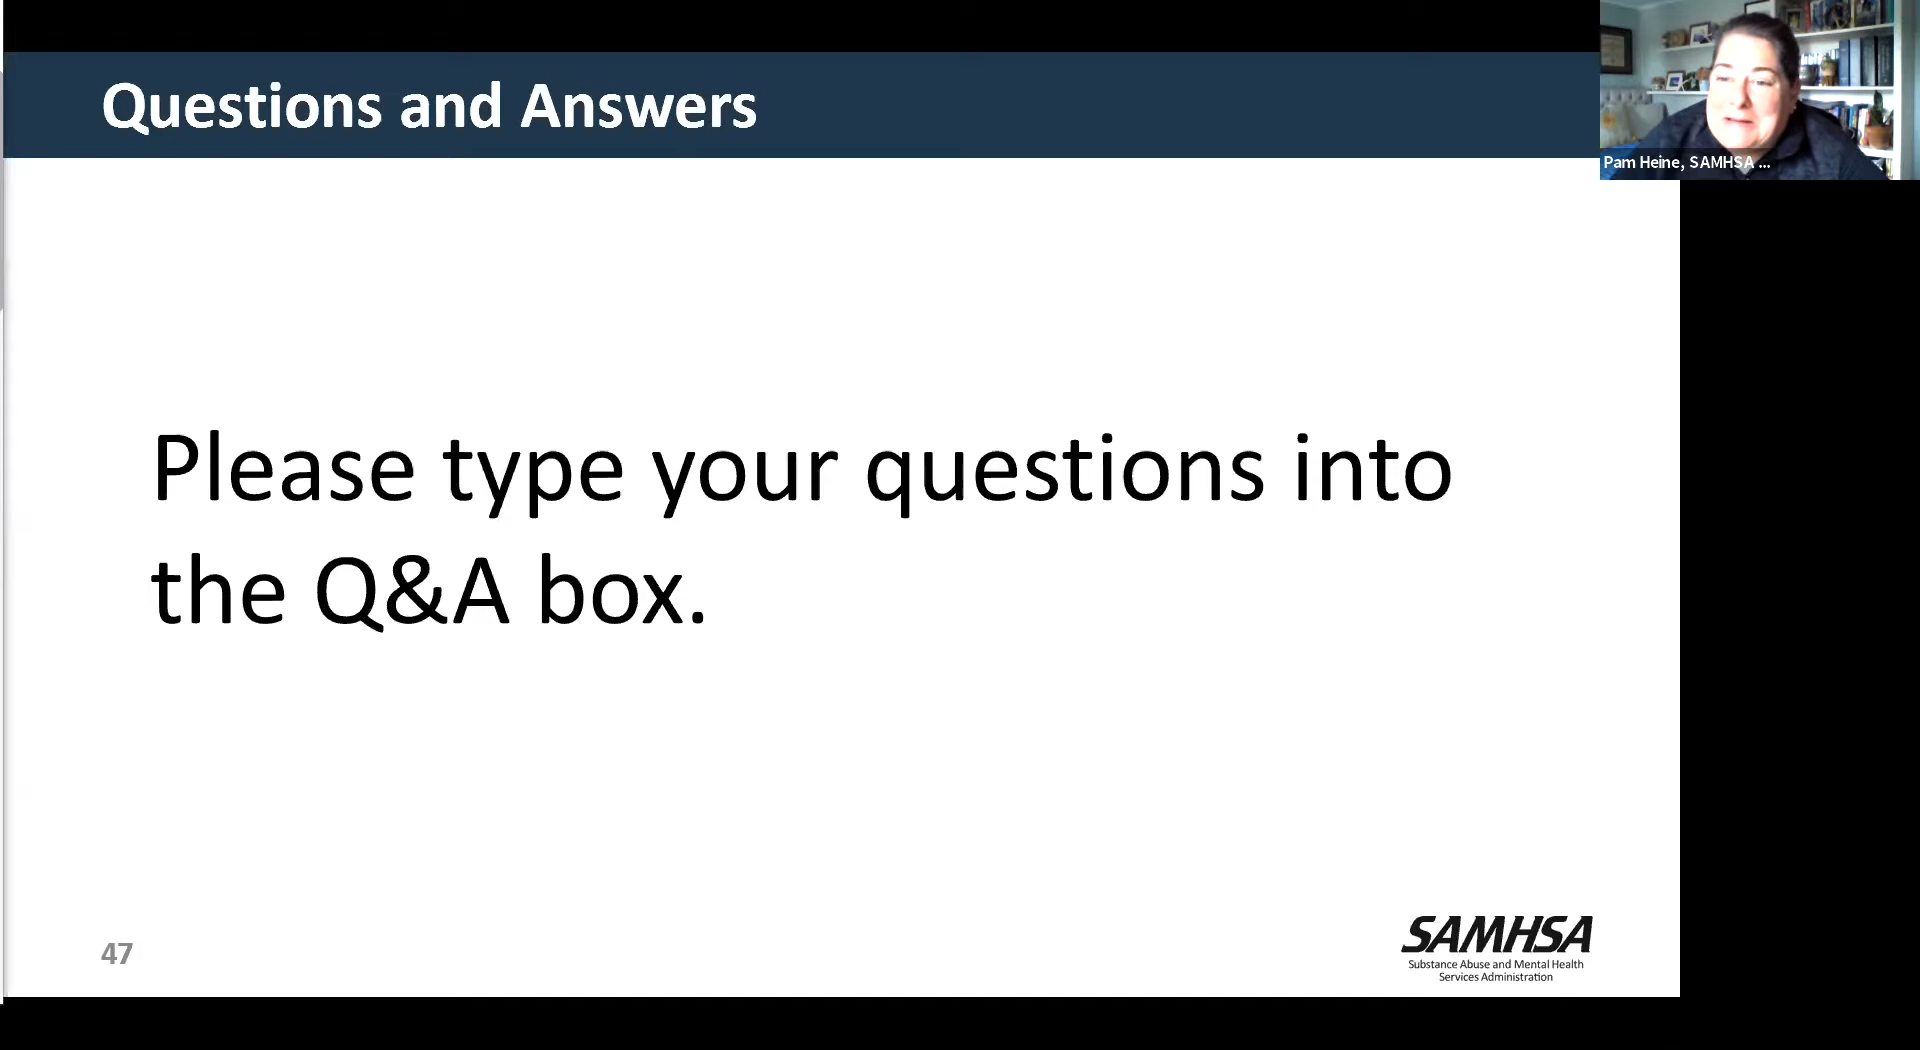 Questions and Answers
Pam Heine, SAMHSA ...
Please type your questions into
the Q&A box.
47
SAMHSA
Substance Abuse and Mental Health
Services Administration